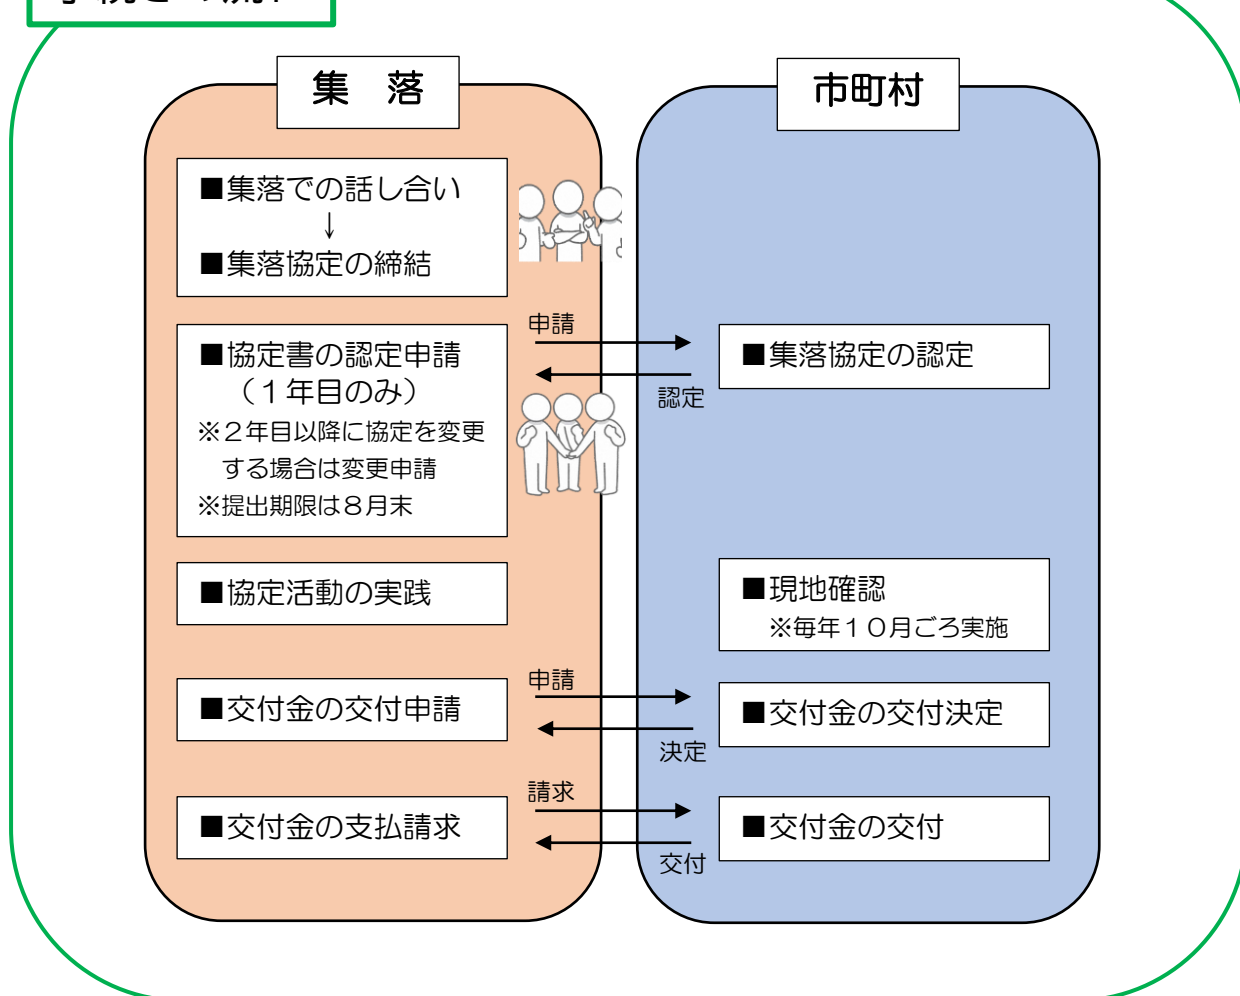 集　落
■集落での話し合い
↓
■集落協定の締結
■協定書の認定申請
（１年目のみ）
※２年目以降に協定を変更
する場合は変更申請
※提出期限は８月末
■協定活動の実践
■交付金の交付申請
■交付金の支払請求
申請
認定
申請
決定
請求
交付
市町村
■集落協定の認定
■現地確認
※毎年１０月ごろ実施
■交付金の交付決定
■交付金の交付